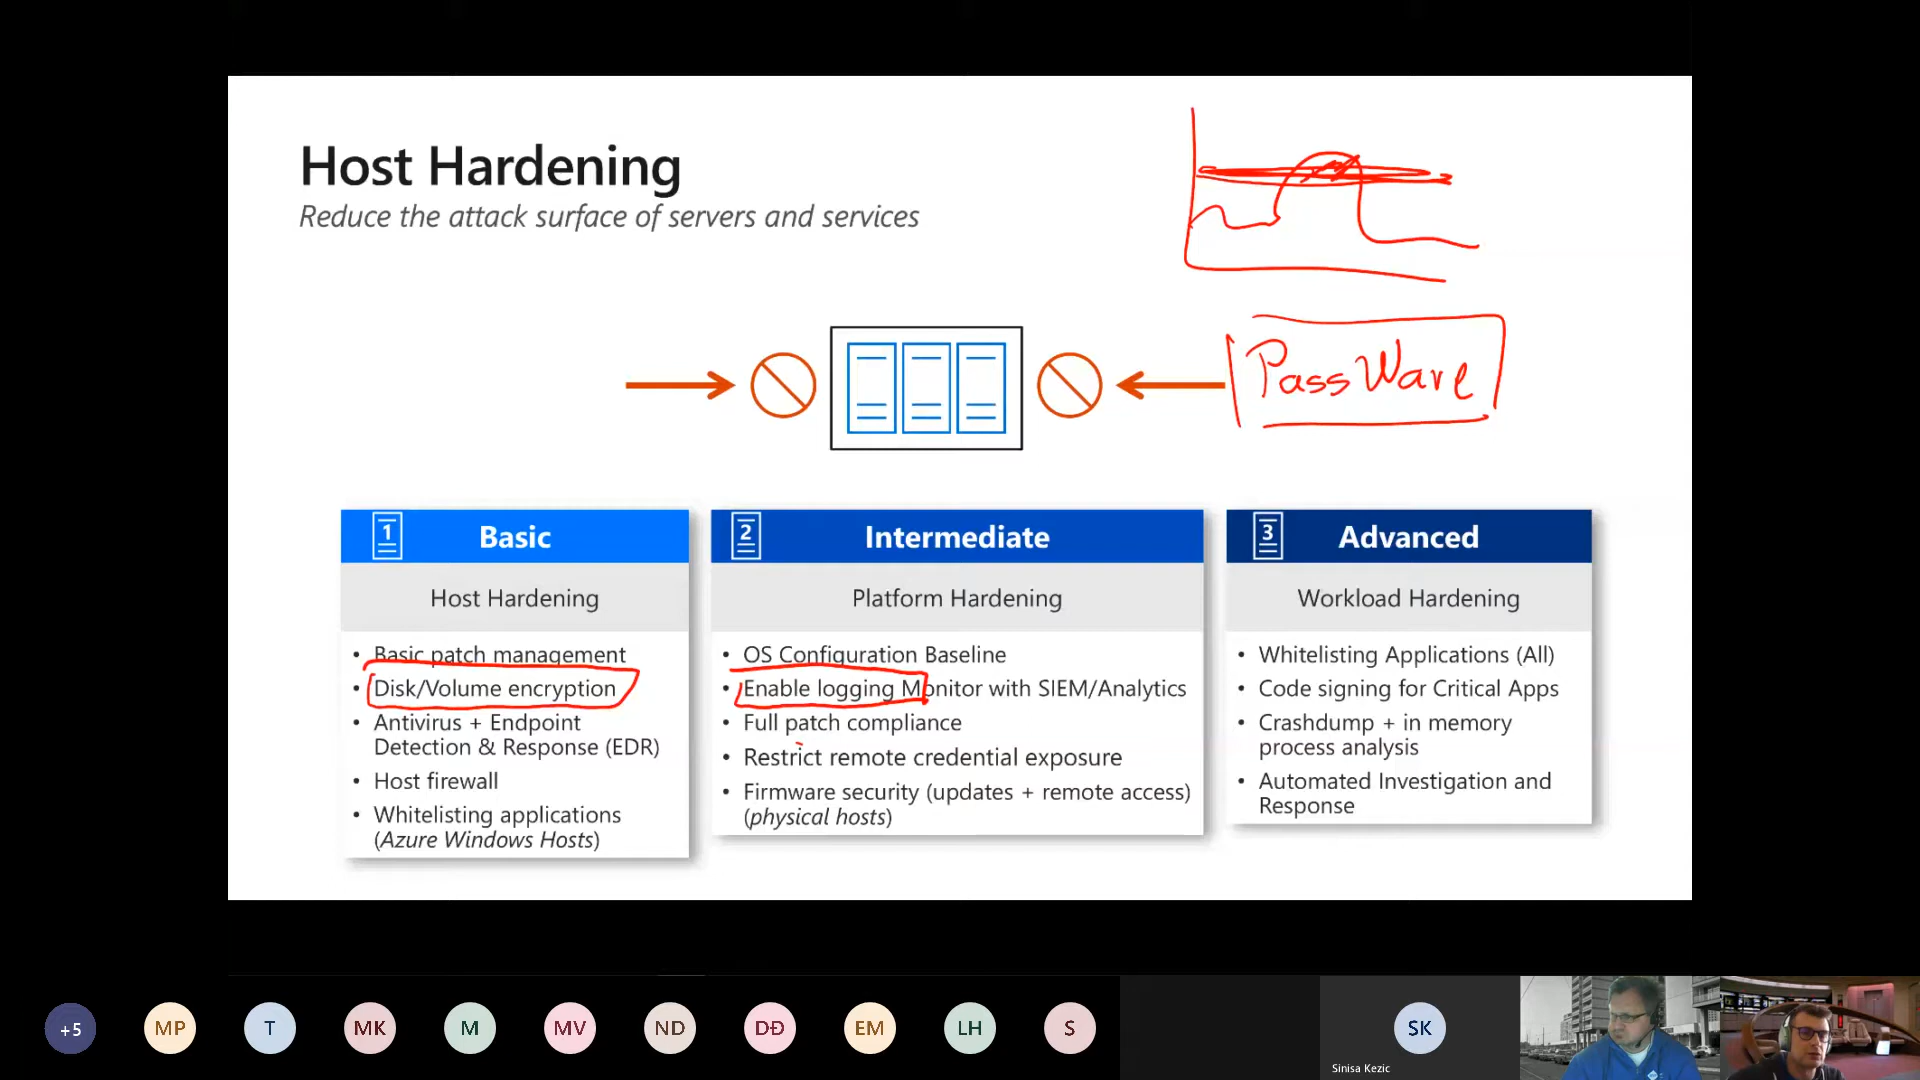 Host Hardening
Reduce the attack surface of servers and services
PassWare
1
Basic
Host Hardening
• Basic patch management
• Disk/Volume encryption
• Antivirus + Endpoint
Detection & Response (EDR)
• Host firewall
• Whitelisting applications
(Azure Windows Hosts)
2
Intermediate
Platform Hardening
• OS Configuration Baseline
• Enable logging Monitor with SIEM/Analytics
• Full patch compliance
• Restrict remote credential exposure
• Firmware security (updates + remote access)
(physical hosts)
3
Advanced
Workload Hardening
• Whitelisting Applications (All)
• Code signing for Critical Apps
• Crashdump + in memory
process analysis
• Automated Investigation and
Response
+5
MP
T
MK
M
MV
ND
DĐ
EM
LH
S
SK
Sinisa Kezic